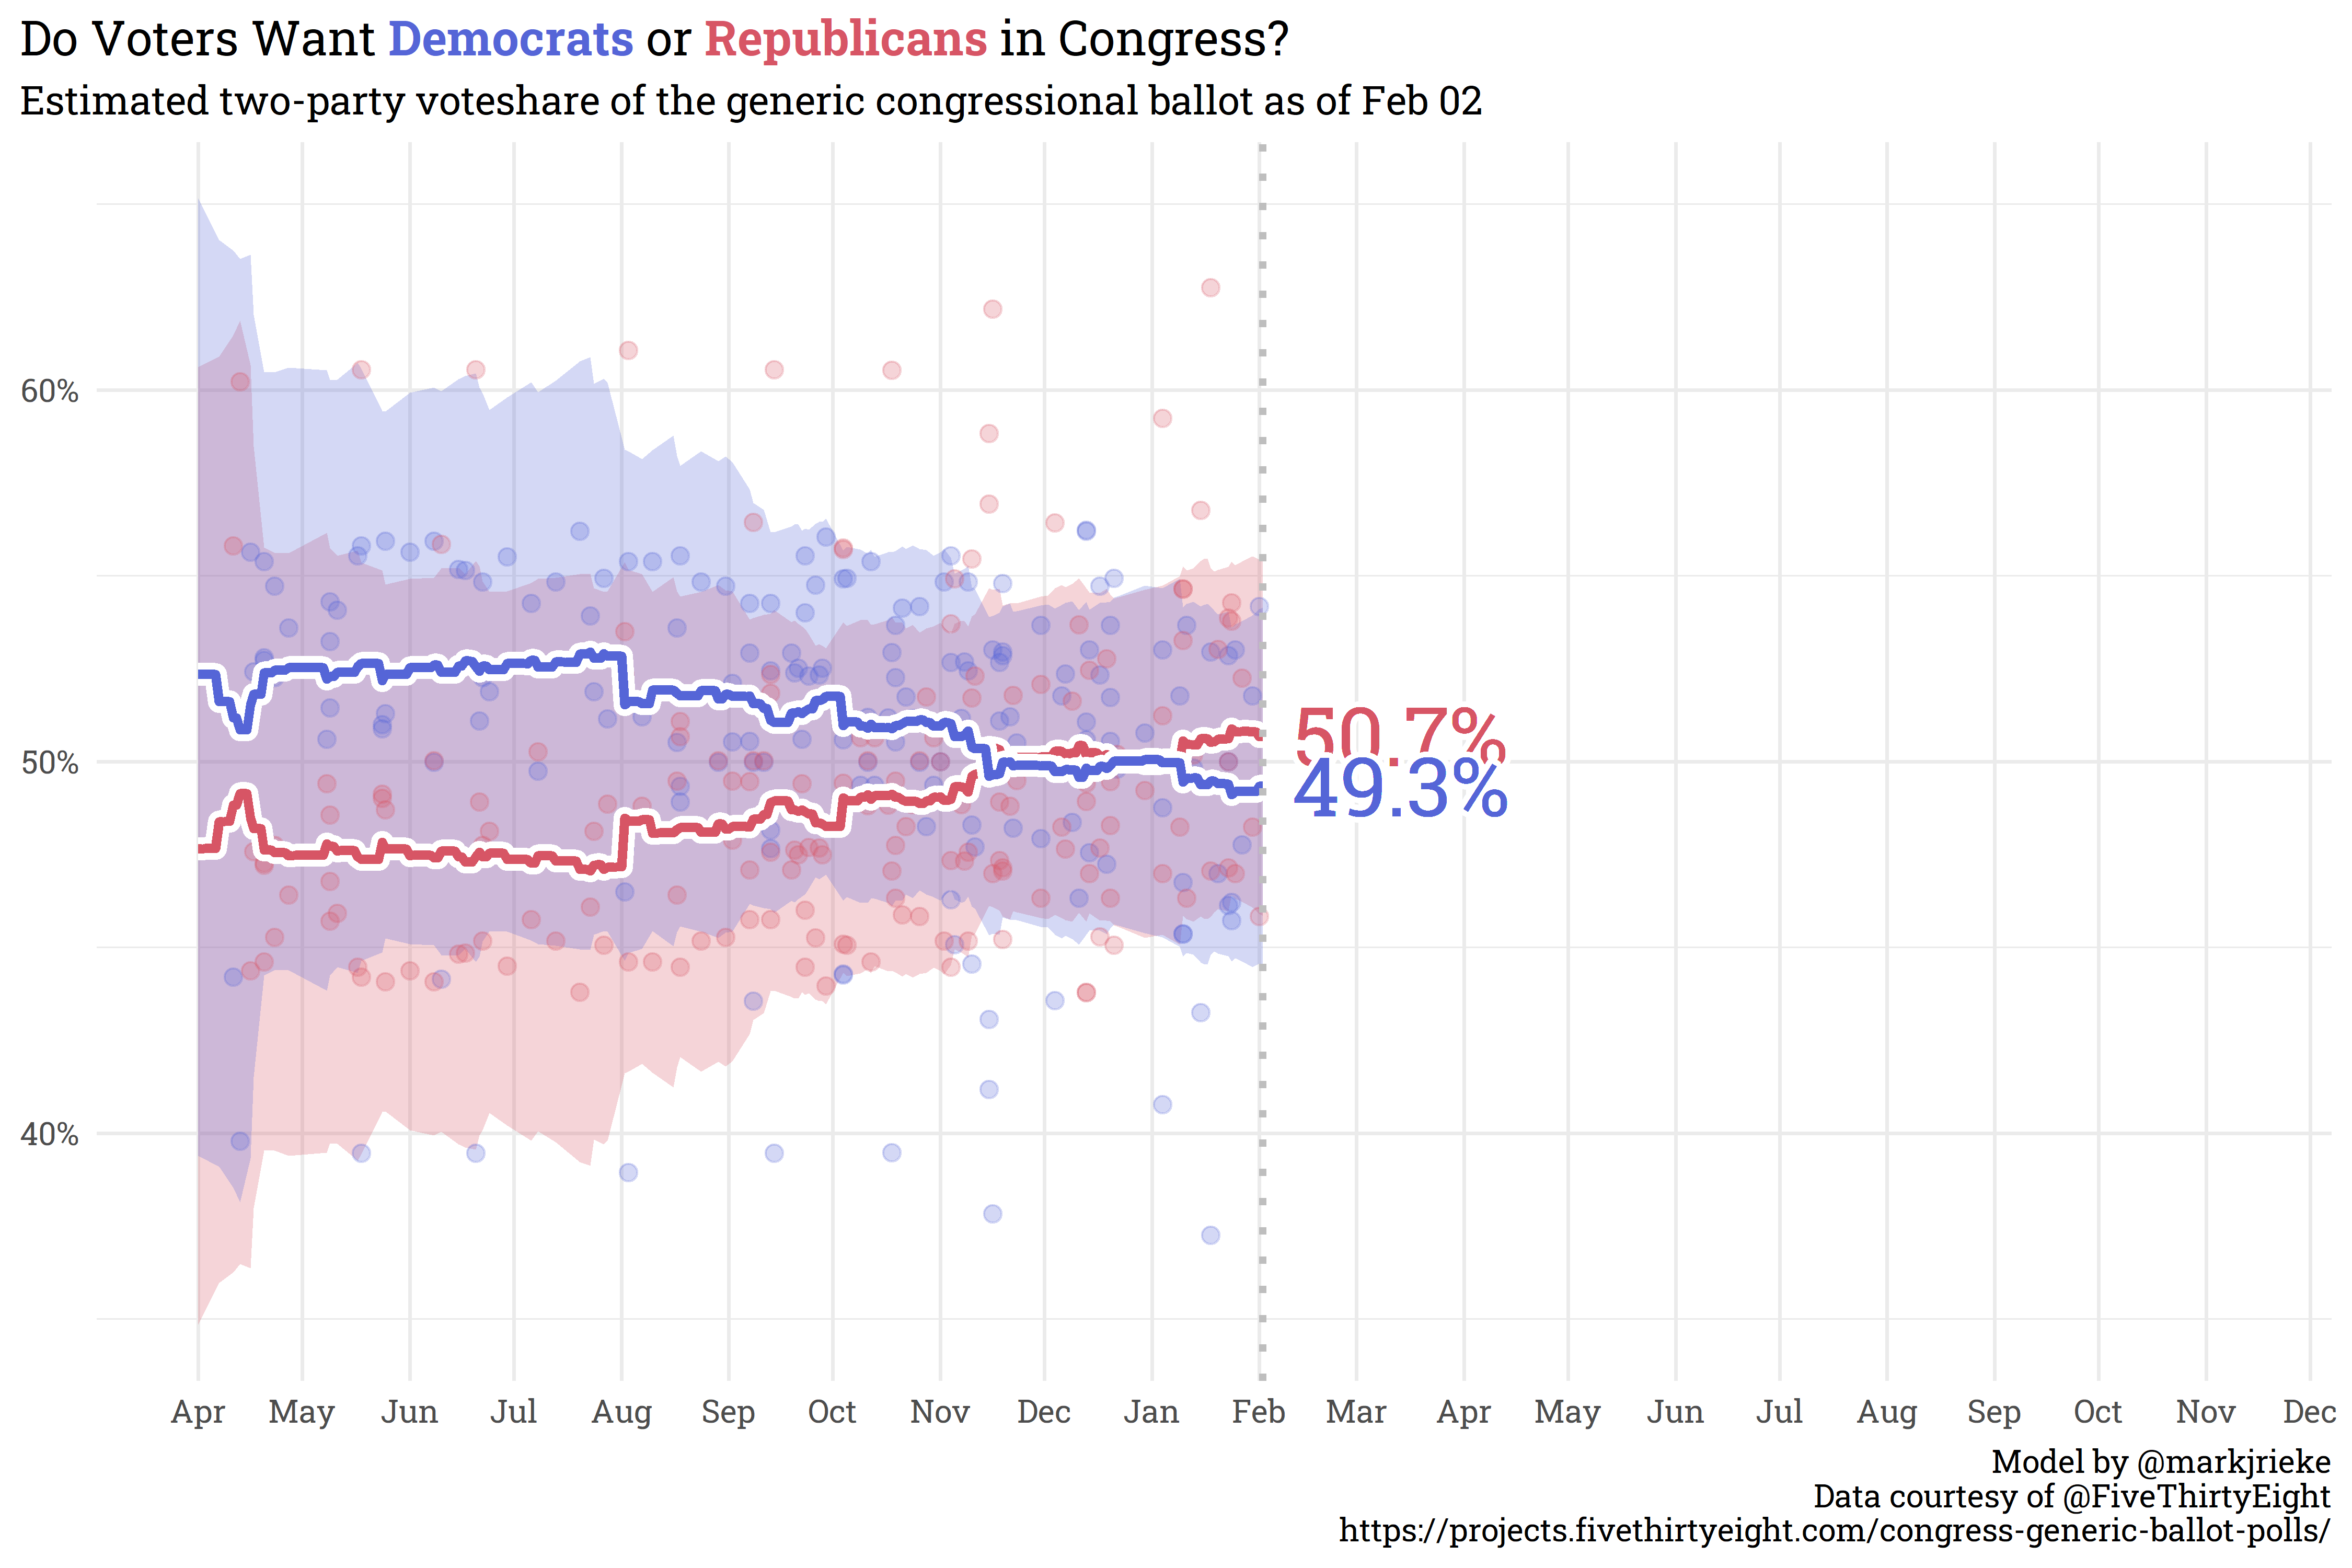 Do Voters Want Democrats or Republicans in Congress?
Estimated two-party voteshare of the generic congressional ballot as of Feb 02
60%
50%
40%
50.7%
49.3%
Apr May Jun Jul Aug Sep Oct Nov Dec Jan Feb Mar Apr May Jun Jul Aug Sep Oct Nov Dec
Model by @markjrieke
Data courtesy of @FiveThirtyEight
https://projects.fivethirtyeight.com/congress-generic-ballot-polls/